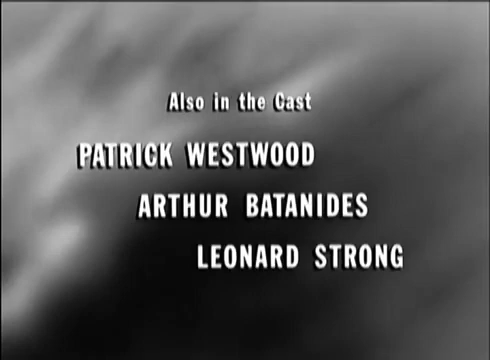 Also in the Cast
PATRICK WESTWOOD
ARTHUR BATANIDES
LEONARD STRONG